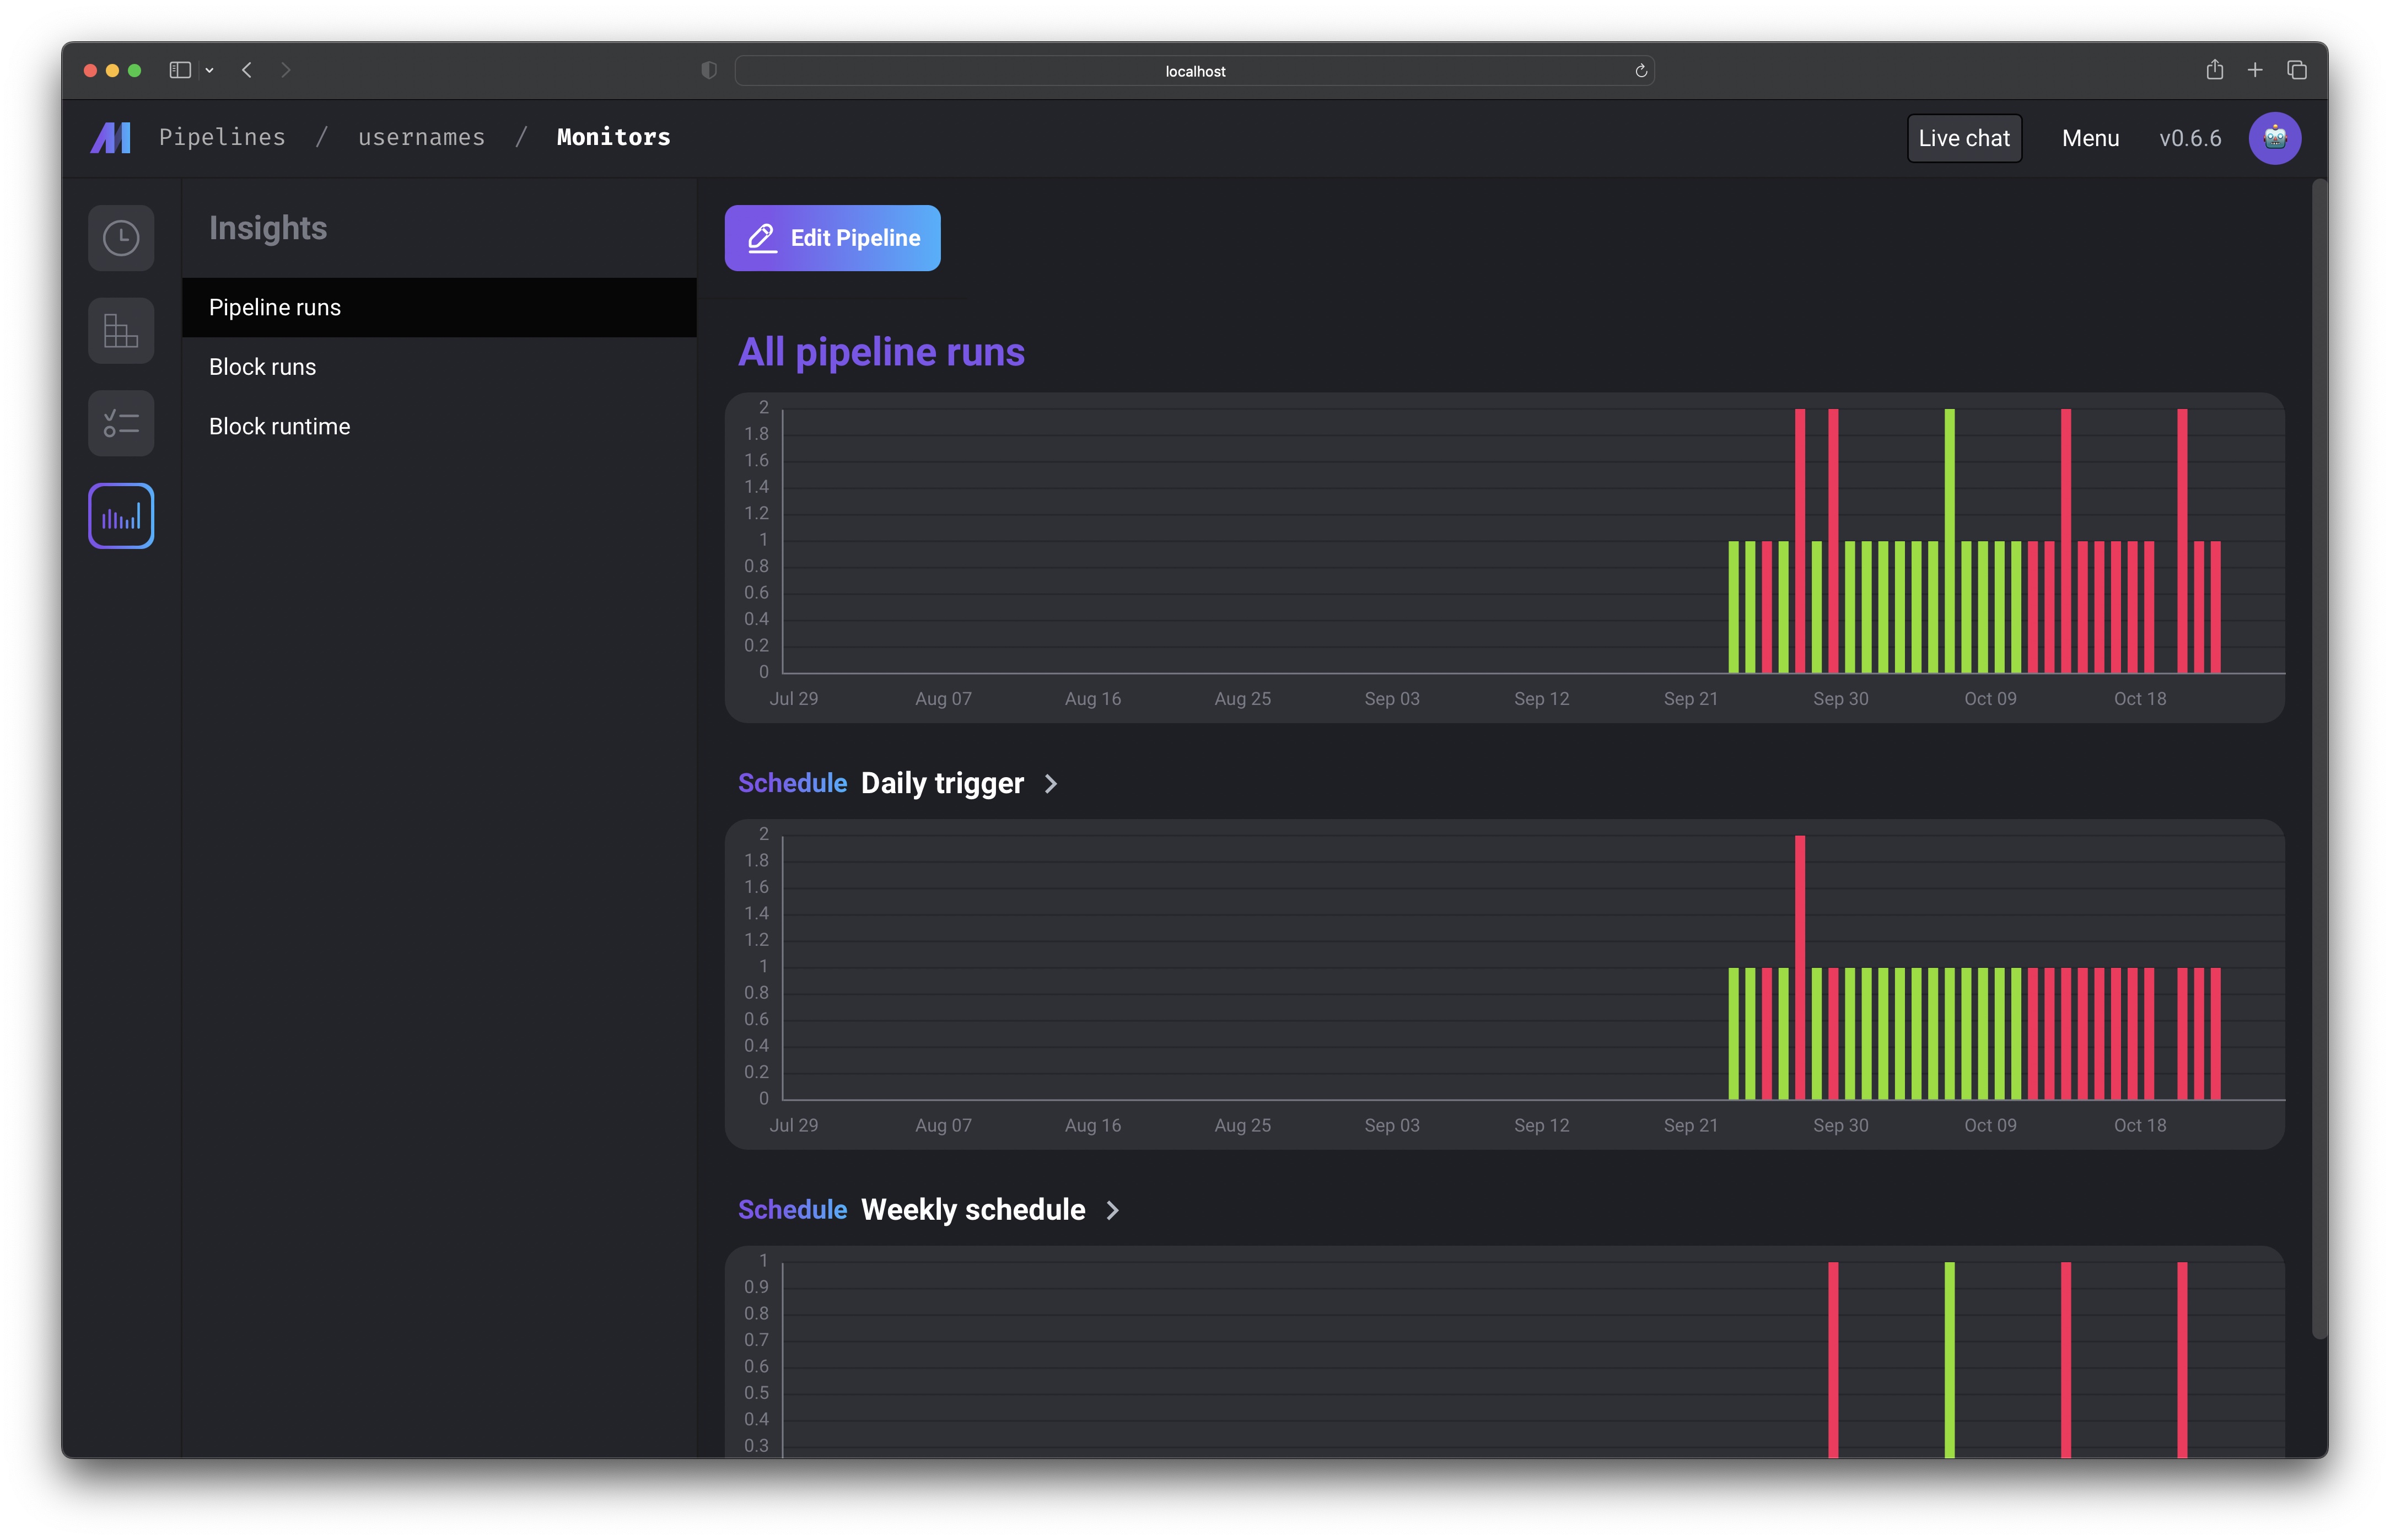 localhost
Pipelines / usernames / Monitors
Live chat Menu v0.6.6
Insights
Pipeline runs
Block runs
Block runtime
Edit Pipeline
All pipeline runs
2
1.8
1.6
1.4
1.2
1
0.8
0.6
0.4
0.2
0
Jul 29 Aug 07 Aug 16 Aug 25 Sep 03 Sep 12 Sep 21 Sep 30 Oct 09 Oct 18
Schedule Daily trigger
2
1.8
1.6
1.4
1.2
1
0.8
0.6
0.4
0.2
0
Jul 29 Aug 07 Aug 16 Aug 25 Sep 03 Sep 12 Sep 21 Sep 30 Oct 09 Oct 18
Schedule Weekly schedule
1
0.9
0.8
0.7
0.6
0.5
0.4
0.3